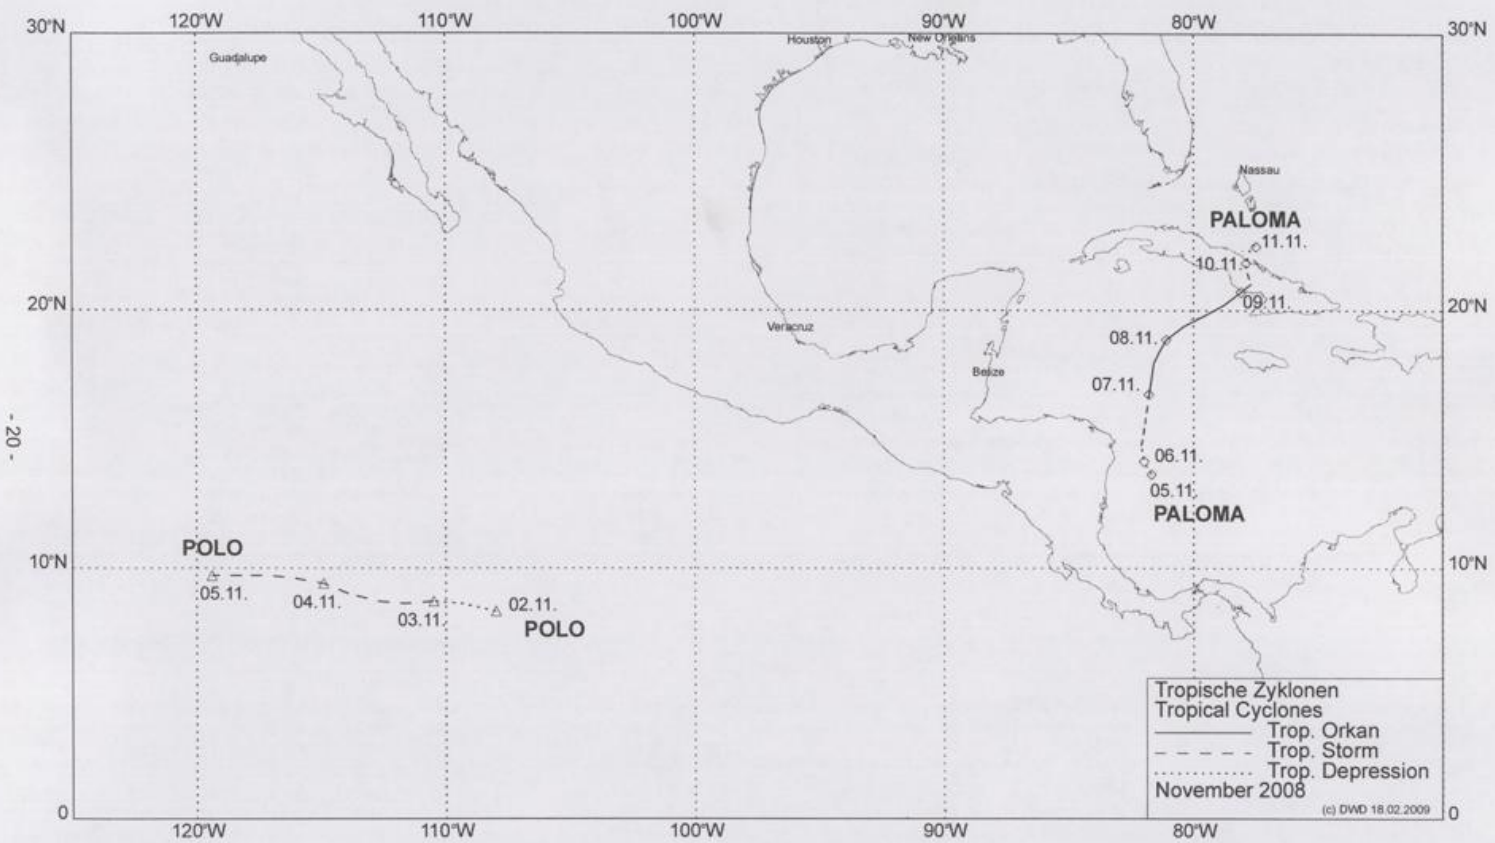 120°W 110°W 100°W 90°W 80°W
30°N 30°N
Houston New Orleans
Guadalupe
Nassau
PALOMA
11.11.
10.11.
09.11.
20°N 20°N
Veracruz
08.11.
Belize
07.11.
- 20 -
06.11.
05.11.
PALOMA
POLO
10°N 10°N
05.11.
04.11.
03.11.
02.11.
POLO
Tropische Zyklonen
Tropical Cyclones
Trop. Orkan
Trop. Storm
Trop. Depression
November 2008
(c) DWD 18.02.2009
0 0
120°W 110°W 100°W 90°W 80°W